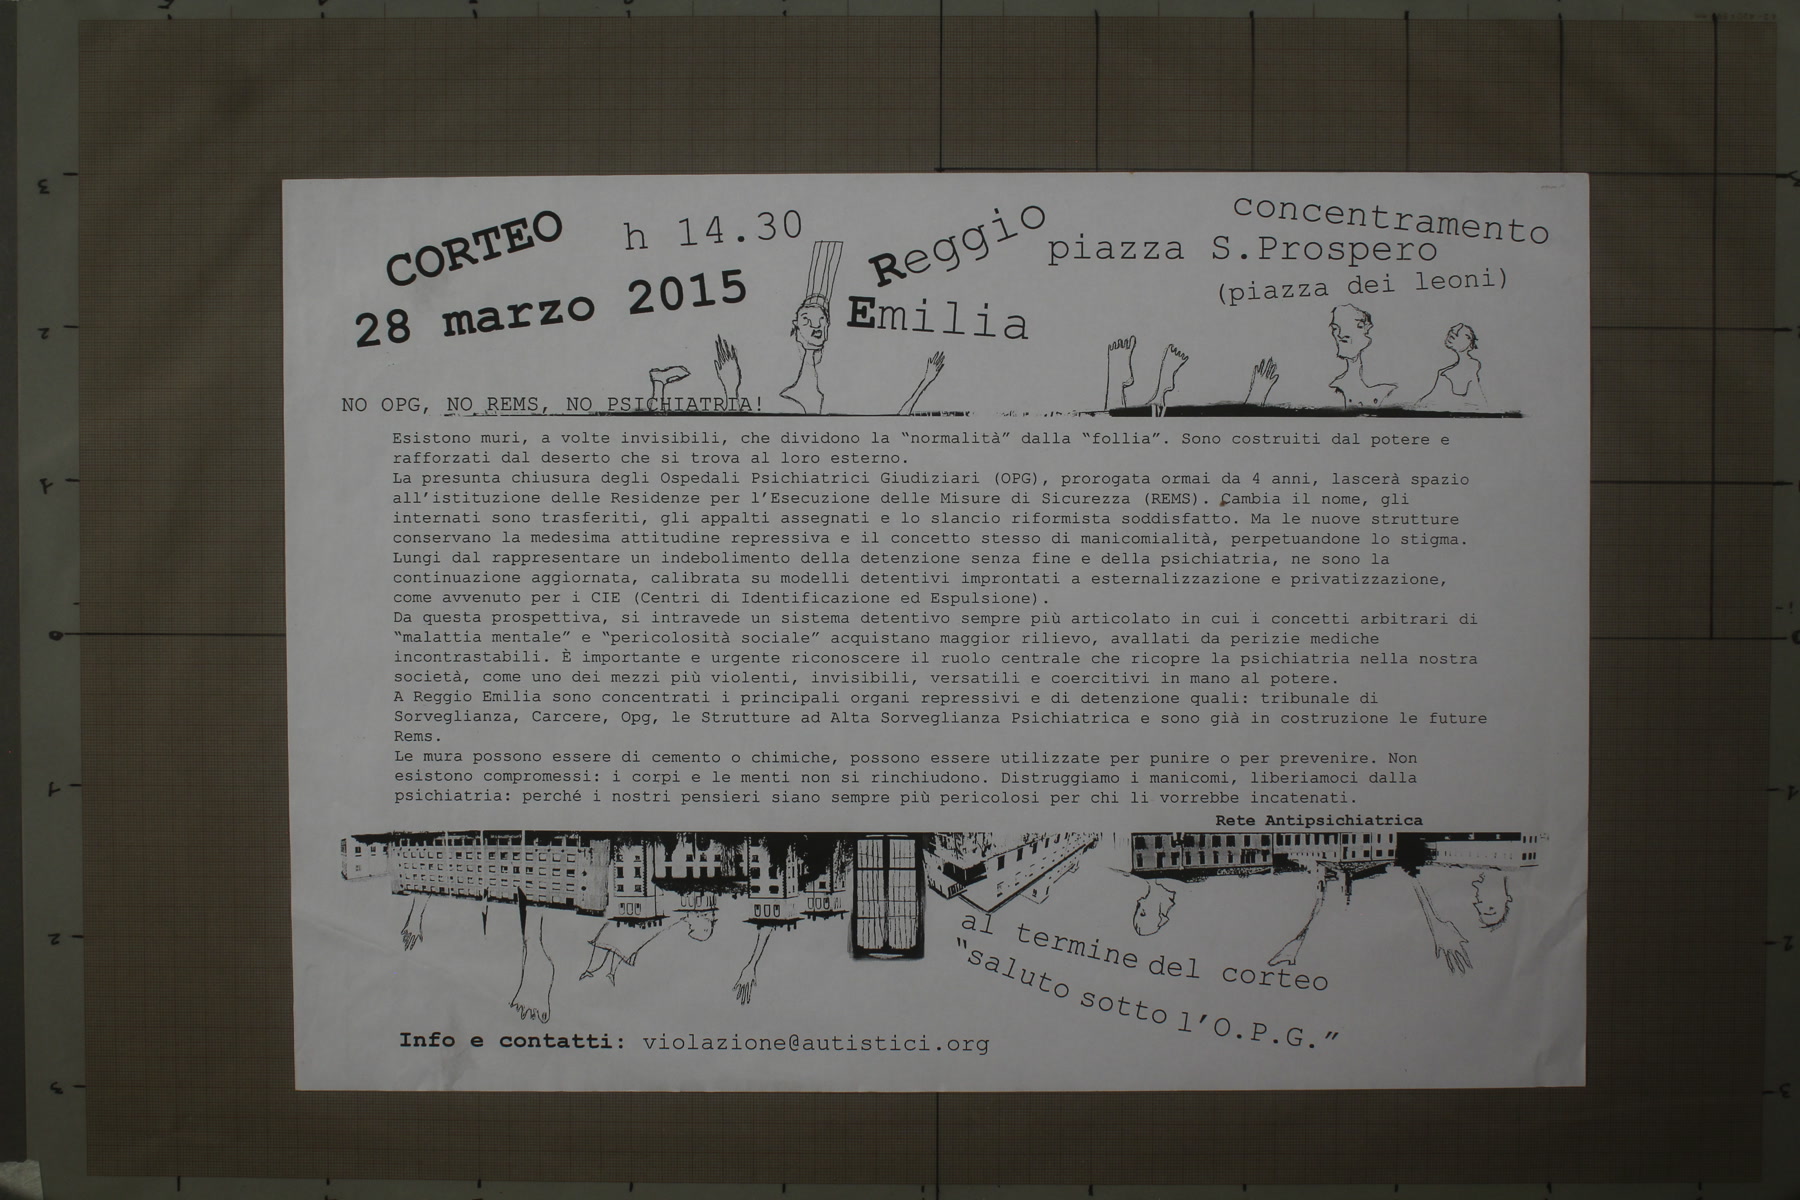 CORTEO h 14.30
28 marzo 2015
Reggio
Emilia
concentramento
piazza S.Prospero
(piazza dei leoni)
NO OPG, NO REMS, NO PSICHIATRIA!
Esistono muri, a volte invisibili, che dividono la “normalità” dalla “follia”. Sono costruiti dal potere e
rafforzati dal deserto che si trova al loro esterno.
La presunta chiusura degli Ospedali Psichiatrici Giudiziari (OPG), prorogata ormai da 4 anni, lascerà spazio
all’istituzione delle Residenze per l’Esecuzione delle Misure di Sicurezza (REMS). Cambia il nome, gli
internati sono trasferiti, gli appalti assegnati e lo slancio riformista soddisfatto. Ma le nuove strutture
conservano la medesima attitudine repressiva e il concetto stesso di manicomialità, perpetuandone lo stigma.
Lungi dal rappresentare un indebolimento della detenzione senza fine e della psichiatria, ne sono la
continuazione aggiornata, calibrata su modelli detentivi improntati a esternalizzazione e privatizzazione,
come avvenuto per i CIE (Centri di Identificazione ed Espulsione).
Da questa prospettiva, si intravede un sistema detentivo sempre più articolato in cui i concetti arbitrari di
“malattia mentale” e “pericolosità sociale” acquistano maggior rilievo, avallati da perizie mediche
incontrastabili. È importante e urgente riconoscere il ruolo centrale che ricopre la psichiatria nella nostra
società, come uno dei mezzi più violenti, invisibili, versatili e coercitivi in mano al potere.
A Reggio Emilia sono concentrati i principali organi repressivi e di detenzione quali: tribunale di
Sorveglianza, Carcere, Opg, le Strutture ad Alta Sorveglianza Psichiatrica e sono già in costruzione le future
Rems.
Le mura possono essere di cemento o chimiche, possono essere utilizzate per punire o per prevenire. Non
esistono compromessi: i corpi e le menti non si rinchiudono. Distruggiamo i manicomi, liberiamoci dalla
psichiatria: perché i nostri pensieri siano sempre più pericolosi per chi li vorrebbe incatenati.
Rete Antipsichiatrica
al termine del corteo
"saluto sotto l’O.P.G.”
Info e contatti: violazione@autistici.org
3
2
1
0
1
2
3